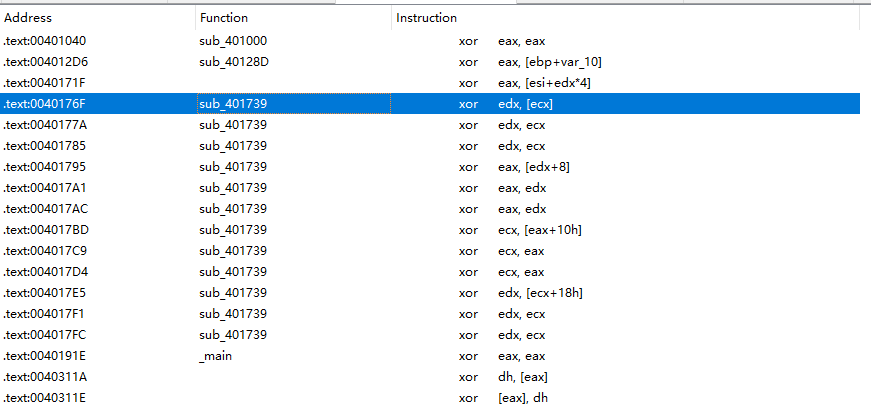 Address Function Instruction
.text:00401040 sub_401000 xor eax, eax
.text:004012D6 sub_40128D xor eax, [ebp+var_10]
.text:0040171F xor eax, [esi+edx*4]
.text:0040176F sub_401739 xor edx, [ecx]
.text:0040177A sub_401739 xor edx, ecx
.text:00401785 sub_401739 xor edx, ecx
.text:00401795 sub_401739 xor eax, [edx+8]
.text:004017A1 sub_401739 xor eax, edx
.text:004017AC sub_401739 xor eax, edx
.text:004017BD sub_401739 xor ecx, [eax+10h]
.text:004017C9 sub_401739 xor ecx, eax
.text:004017D4 sub_401739 xor ecx, eax
.text:004017E5 sub_401739 xor edx, [ecx+18h]
.text:004017F1 sub_401739 xor edx, ecx
.text:004017FC sub_401739 xor edx, ecx
.text:0040191E _main xor eax, eax
.text:0040311A xor dh, [eax]
.text:0040311E xor [eax], dh